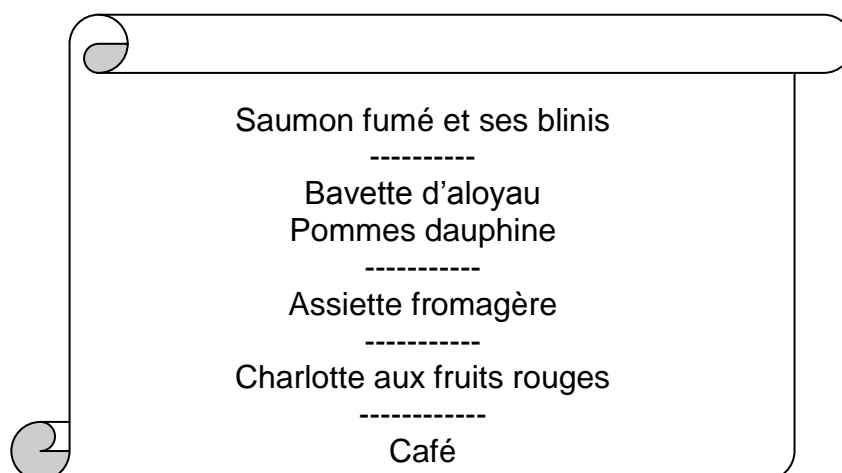 Saumon fumé et ses blinis
----------
Bavette d’aloyau
Pommes dauphine
-----------
Assiette fromagère
-----------
Charlotte aux fruits rouges
------------
Café